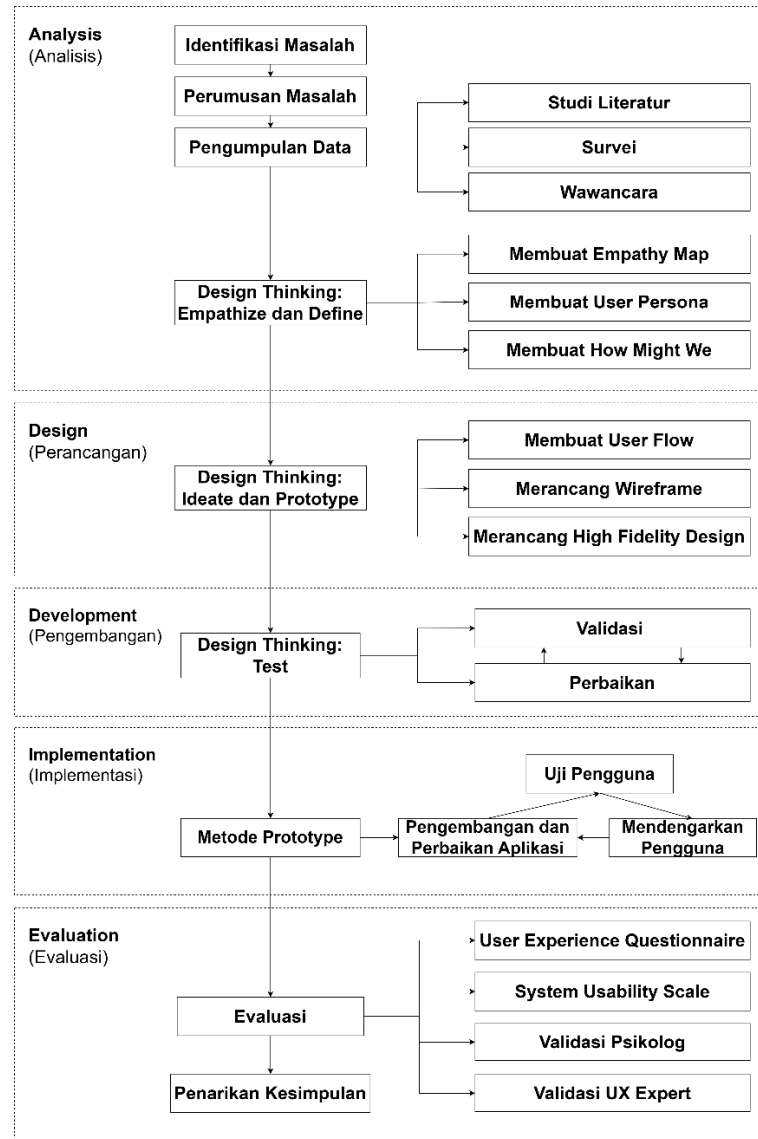 Analysis
(Analisis)
Identifikasi Masalah
Perumusan Masalah
Pengumpulan Data
Studi Literatur
Survei
Wawancara
Design Thinking:
Empathize dan Define
Membuat Empathy Map
Membuat User Persona
Membuat How Might We
Design
(Perancangan)
Design Thinking:
Ideate dan Prototype
Membuat User Flow
Merancang Wireframe
Merancang High Fidelity Design
Development
(Pengembangan)
Design Thinking:
Test
Validasi
Perbaikan
Implementation
(Implementasi)
Metode Prototype
Uji Pengguna
Pengembangan dan
Perbaikan Aplikasi
Mendengarkan
Pengguna
Evaluation
(Evaluasi)
Evaluasi
Penarikan Kesimpulan
User Experience Questionnaire
System Usability Scale
Validasi Psikolog
Validasi UX Expert